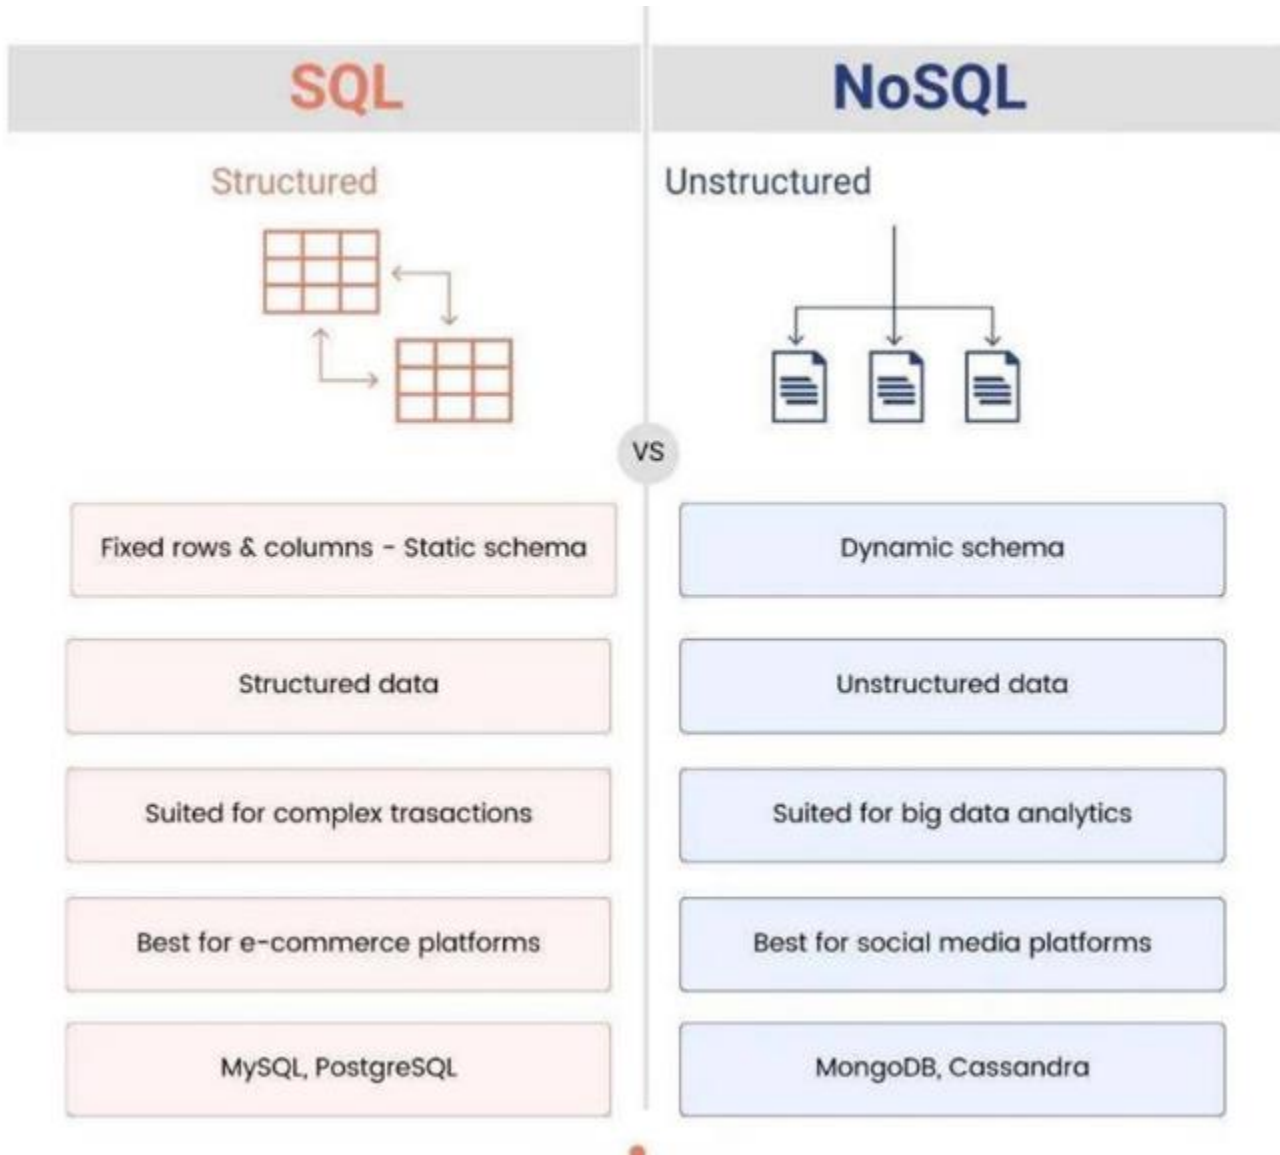 SQL
NoSQL
Structured
Unstructured
VS
Fixed rows & columns - Static schema
Dynamic schema
Structured data
Unstructured data
Suited for complex trasactions
Suited for big data analytics
Best for e-commerce platforms
Best for social media platforms
MySQL, PostgreSQL
MongoDB, Cassandra